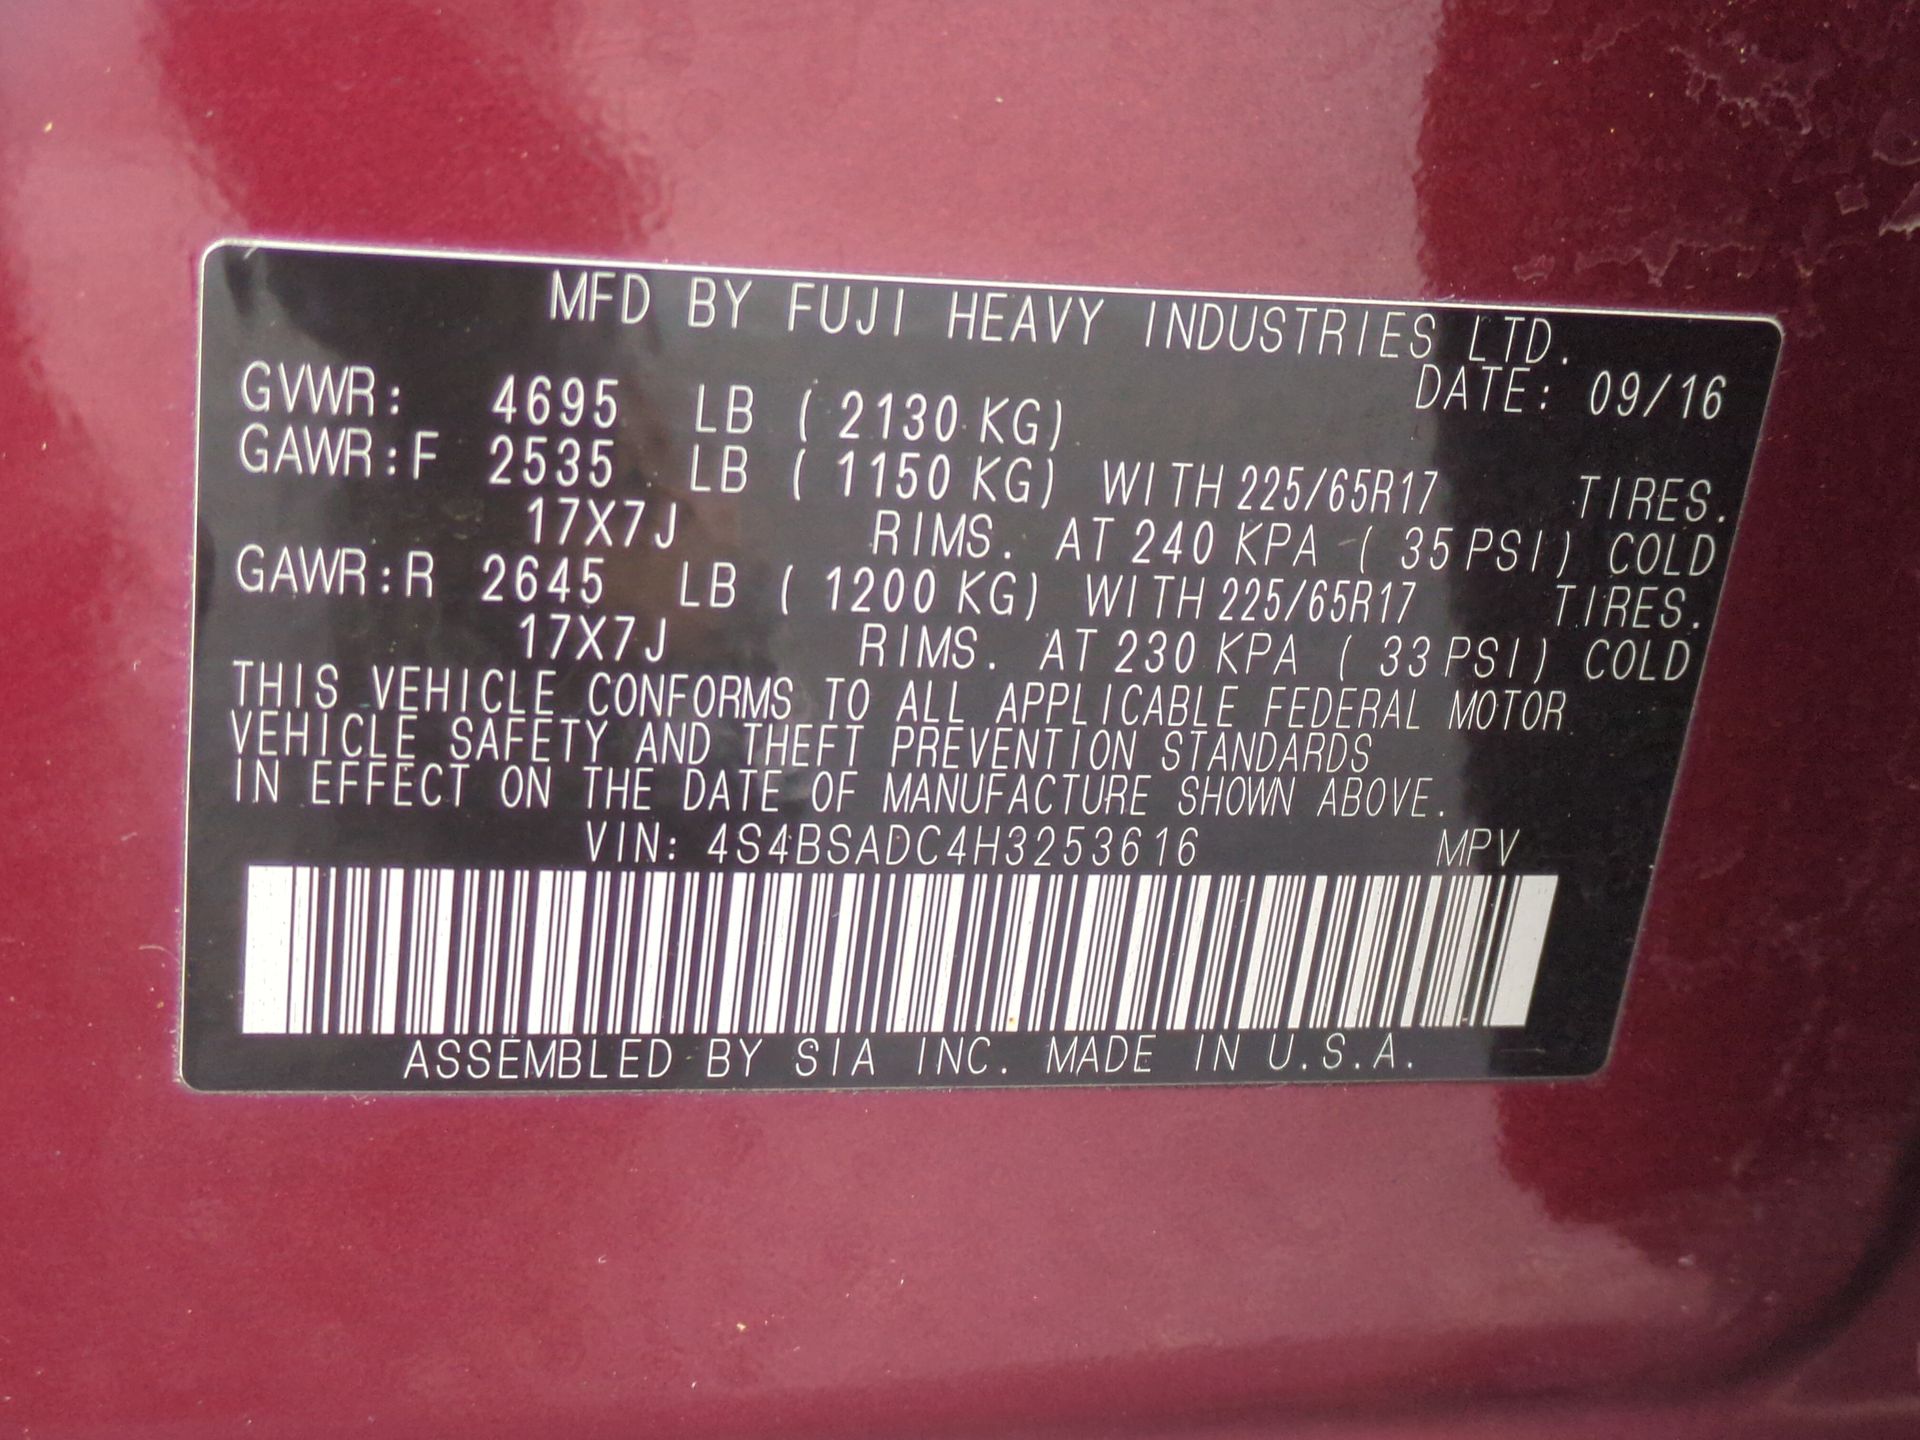 MFD BY FUJI HEAVY INDUSTRIES LTD.
DATE: 09/16
GVWR: 4695 LB ( 2130 KG)
GAWR:F 2535 LB ( 1150 KG) WITH 225/65R17 TIRES.
17X7J RIMS. AT 240 KPA ( 35 PSI) COLD
GAWR:R 2645 LB ( 1200 KG) WITH 225/65R17 TIRES.
17X7J RIMS. AT 230 KPA ( 33 PSI) COLD
THIS VEHICLE CONFORMS TO ALL APPLICABLE FEDERAL MOTOR
VEHICLE SAFETY AND THEFT PREVENTION STANDARDS
IN EFFECT ON THE DATE OF MANUFACTURE SHOWN ABOVE.
VIN: 4S4BSADC4H3253616 MPV
ASSEMBLED BY SIA INC. MADE IN U.S.A.